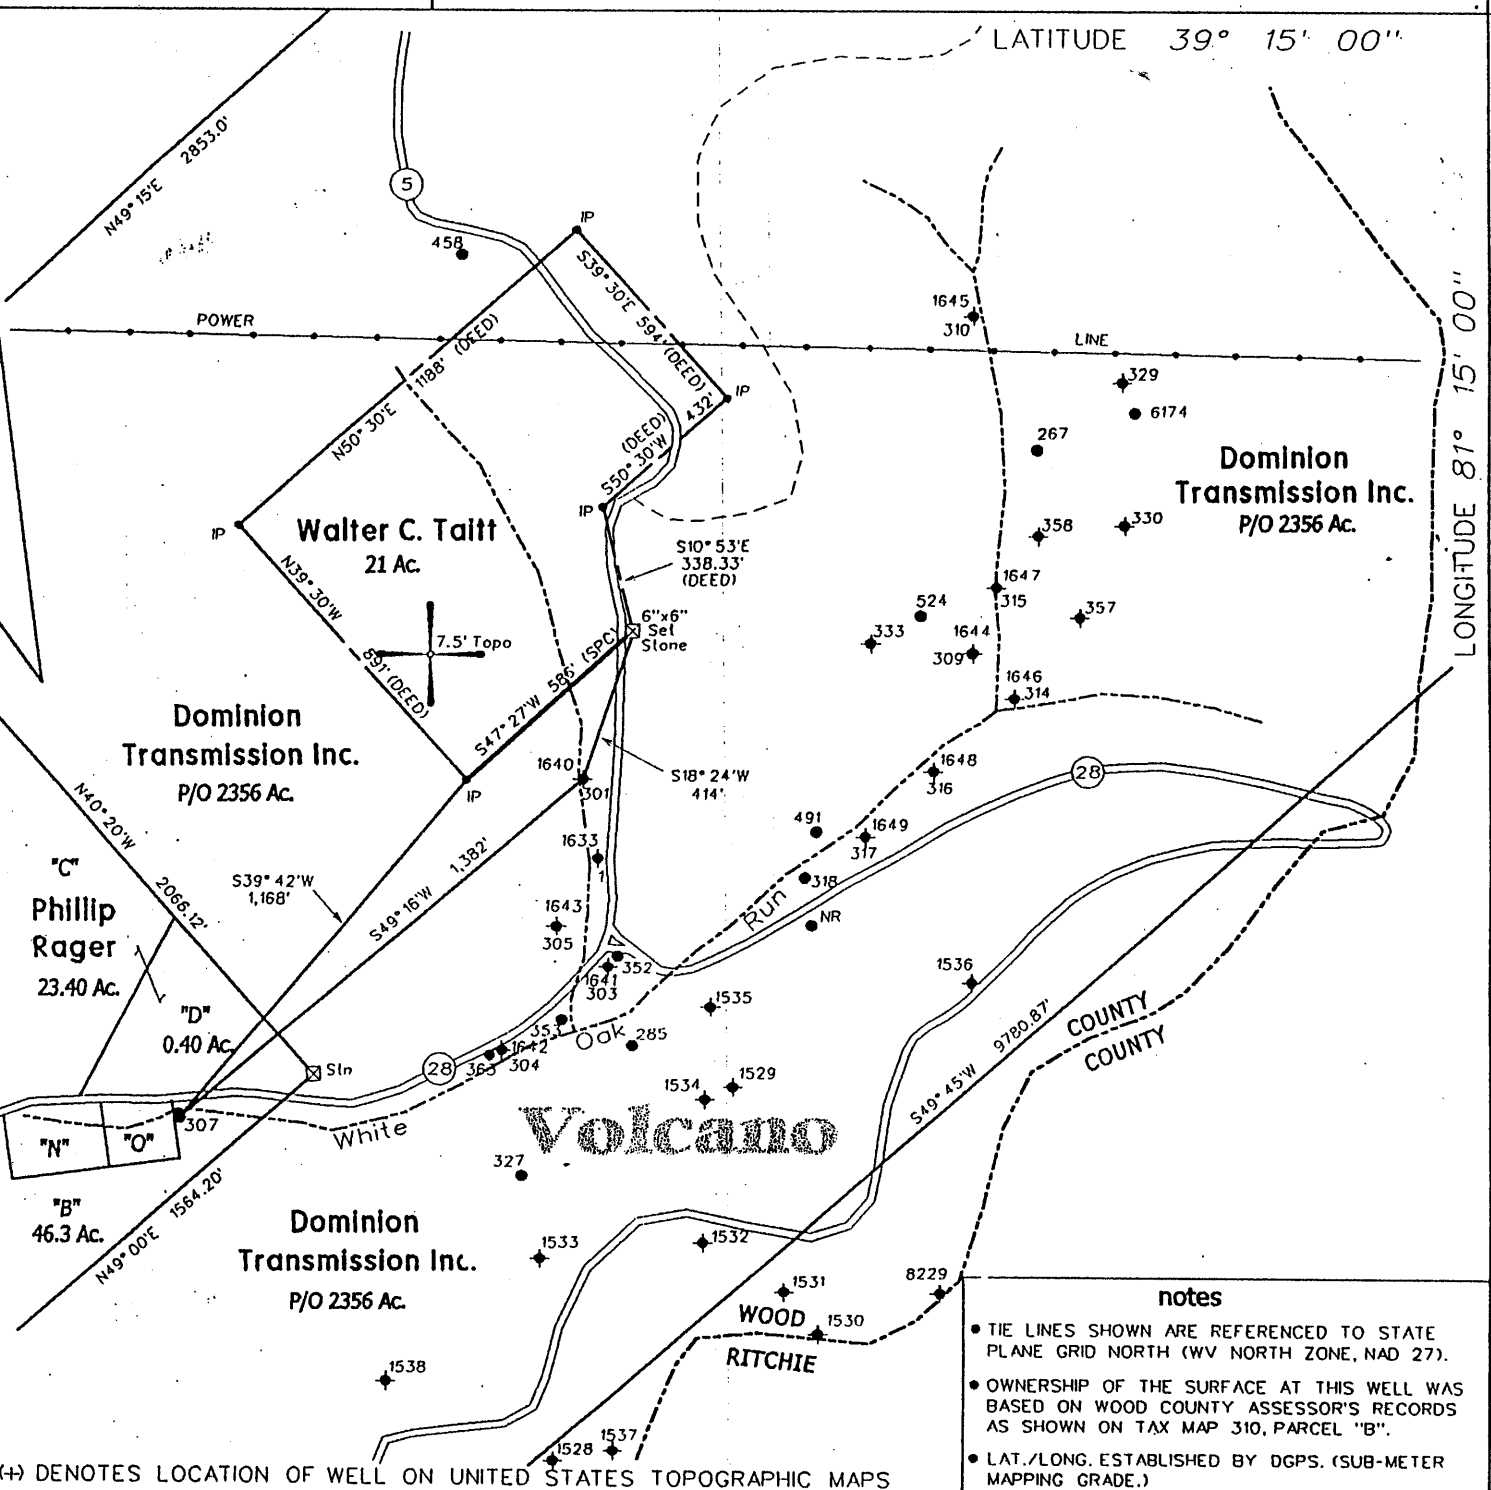 LATITUDE 39° 15' 00"
LONGITUDE 81° 15' 00"
N49° 15'E 2853.0'
5
458
IP
S39° 30'E 594' (DEED)
POWER
LINE
1188' (DEED)
N50° 30'E
IP
432'
(DEED)
S50° 30'W
IP
IP
Walter C. Taitt
21 Ac.
N39° 30'W
891' (DEED)
7.5' Topo
S10° 53'E
338.33'
(DEED)
6"x6"
Set
Stone
S47° 27'W 586' (SPC)
IP
1645
310
329
6174
267
Dominion
Transmission Inc.
P/O 2356 Ac.
358
330
1647
315
357
524
333
1644
309
1646
314
Dominion
Transmission Inc.
P/O 2356 Ac.
1640
301
S18° 24'W
414'
1648
316
28
491
1649
317
318
NR
Run
N40° 20'W
2066.12'
"C"
Phillip
Rager
23.40 Ac.
S39° 42'W
1,168'
S49° 16'W 1,382'
1633
1
1643
305
352
1641
303
1536
"D"
0.40 Ac.
Stn
353
Oak
285
1535
1642
304
363
28
1534
1529
S49° 45'W 9780.87'
COUNTY
COUNTY
307
White
Volcano
"N"
"O"
"B"
46.3 Ac.
N49° 00'E 1564.20'
327
Dominion
Transmission Inc.
P/O 2356 Ac.
1533
1532
1531
8229
WOOD
1530
RITCHIE
1538
1537
1528
notes
● TIE LINES SHOWN ARE REFERENCED TO STATE
PLANE GRID NORTH (WV NORTH ZONE, NAD 27).
● OWNERSHIP OF THE SURFACE AT THIS WELL WAS
BASED ON WOOD COUNTY ASSESSOR'S RECORDS
AS SHOWN ON TAX MAP 310, PARCEL "B".
● LAT./LONG. ESTABLISHED BY DGPS. (SUB-METER
MAPPING GRADE.)
(+) DENOTES LOCATION OF WELL ON UNITED STATES TOPOGRAPHIC MAPS